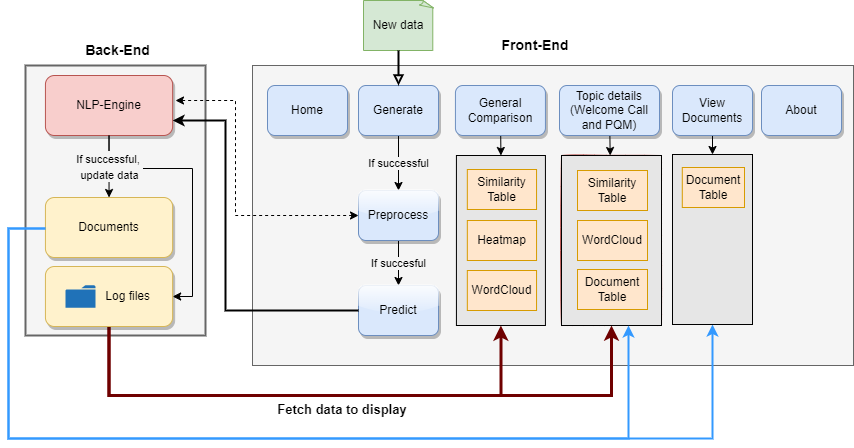 New data
Back-End
Front-End
NLP-Engine
If successful,
update data
Documents
Log files
Home
Generate
If successful
Preprocess
If succesful
Predict
General
Comparison
Similarity
Table
Heatmap
WordCloud
Topic details
(Welcome Call
and PQM)
Similarity
Table
WordCloud
Document
Table
View
Documents
Document
Table
About
Fetch data to display